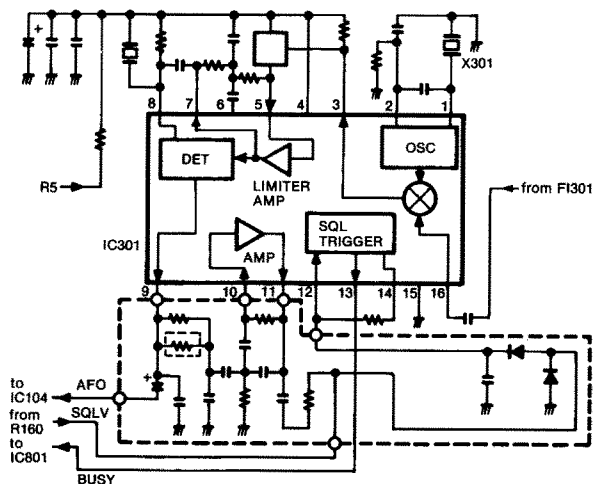 +
X301
8 7 6 5 4 3 2 1
DET
OSC
LIMITER
AMP
R5
from FI301
SQL
TRIGGER
IC301
AMP
9 10 11 12 13 14 15 16
+
to
IC104
AFO
from
R160
SQLV
to
IC801
BUSY